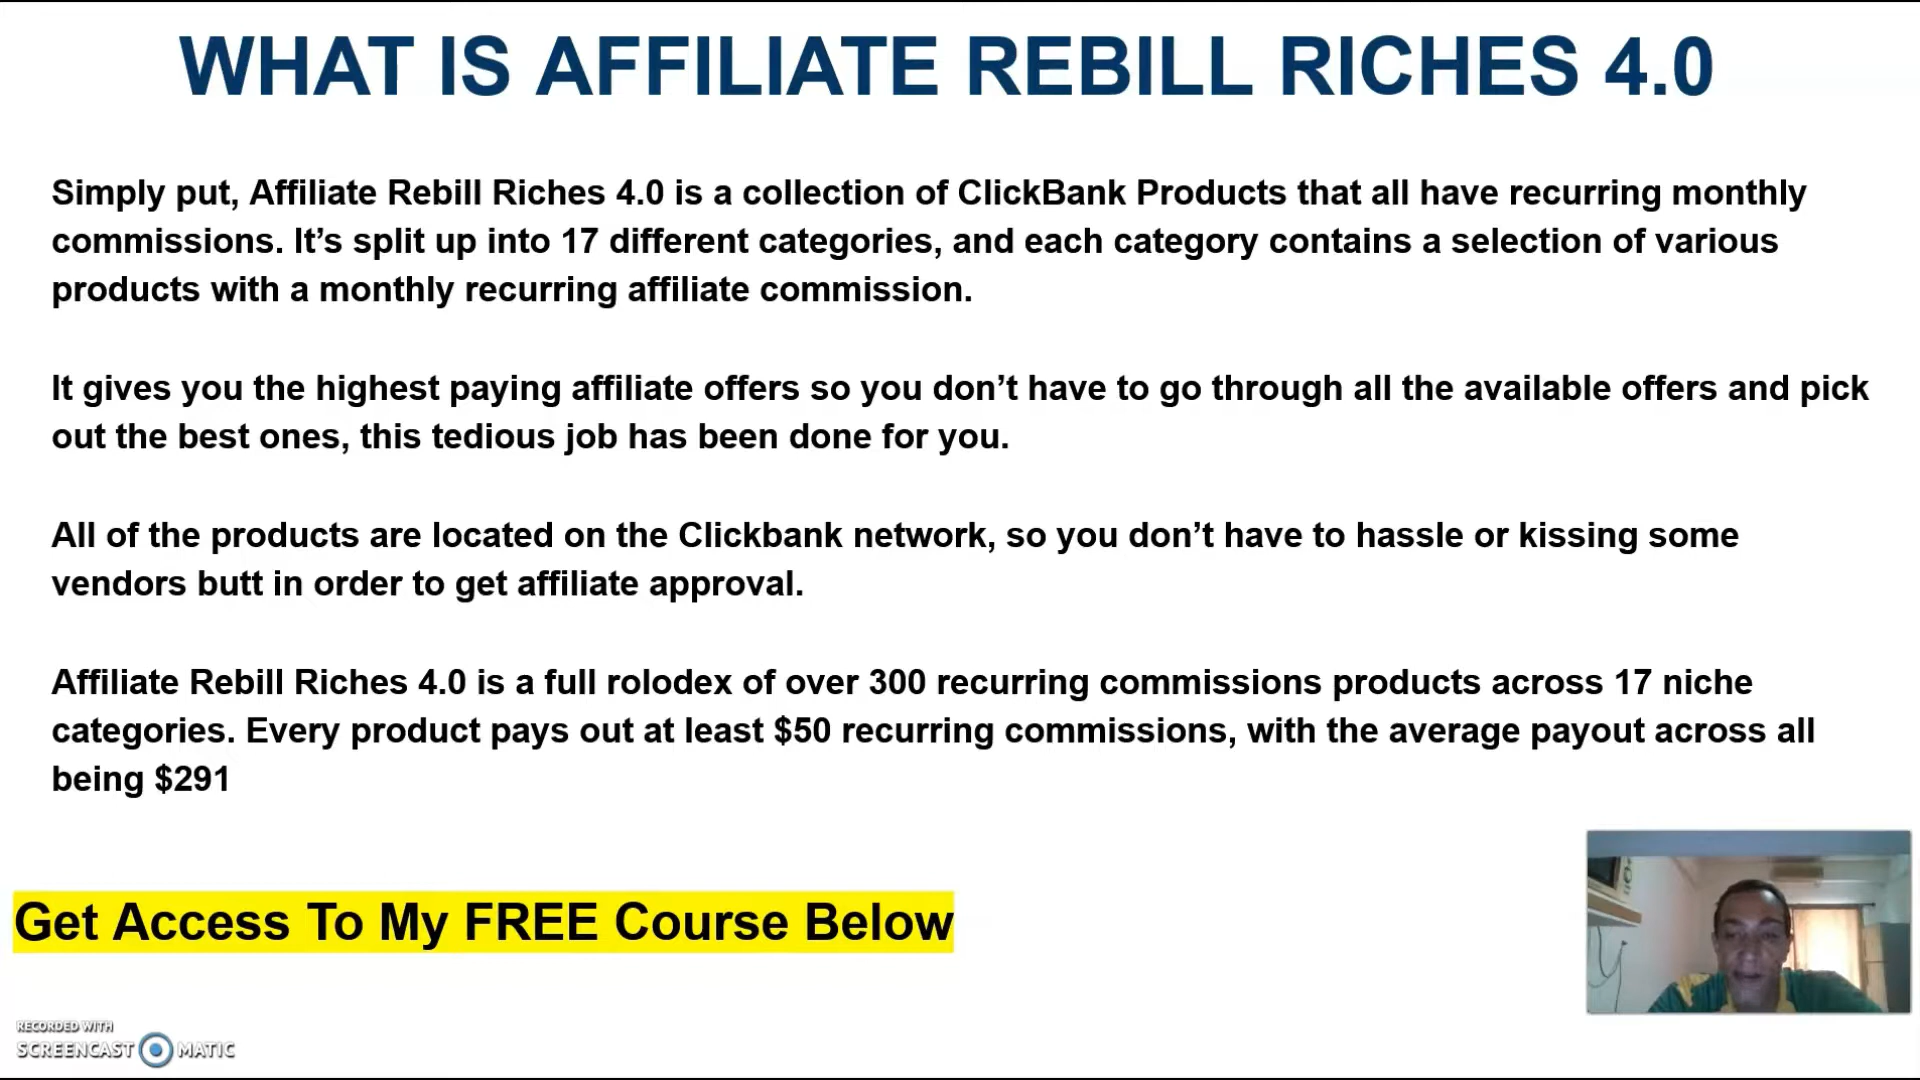 WHAT IS AFFILIATE REBILL RICHES 4.0
Simply put, Affiliate Rebill Riches 4.0 is a collection of ClickBank Products that all have recurring monthly
commissions. It’s split up into 17 different categories, and each category contains a selection of various
products with a monthly recurring affiliate commission.
It gives you the highest paying affiliate offers so you don’t have to go through all the available offers and pick
out the best ones, this tedious job has been done for you.
All of the products are located on the Clickbank network, so you don’t have to hassle or kissing some
vendors butt in order to get affiliate approval.
Affiliate Rebill Riches 4.0 is a full rolodex of over 300 recurring commissions products across 17 niche
categories. Every product pays out at least $50 recurring commissions, with the average payout across all
being $291
Get Access To My FREE Course Below
RECORDED WITH
SCREENCAST MATIC